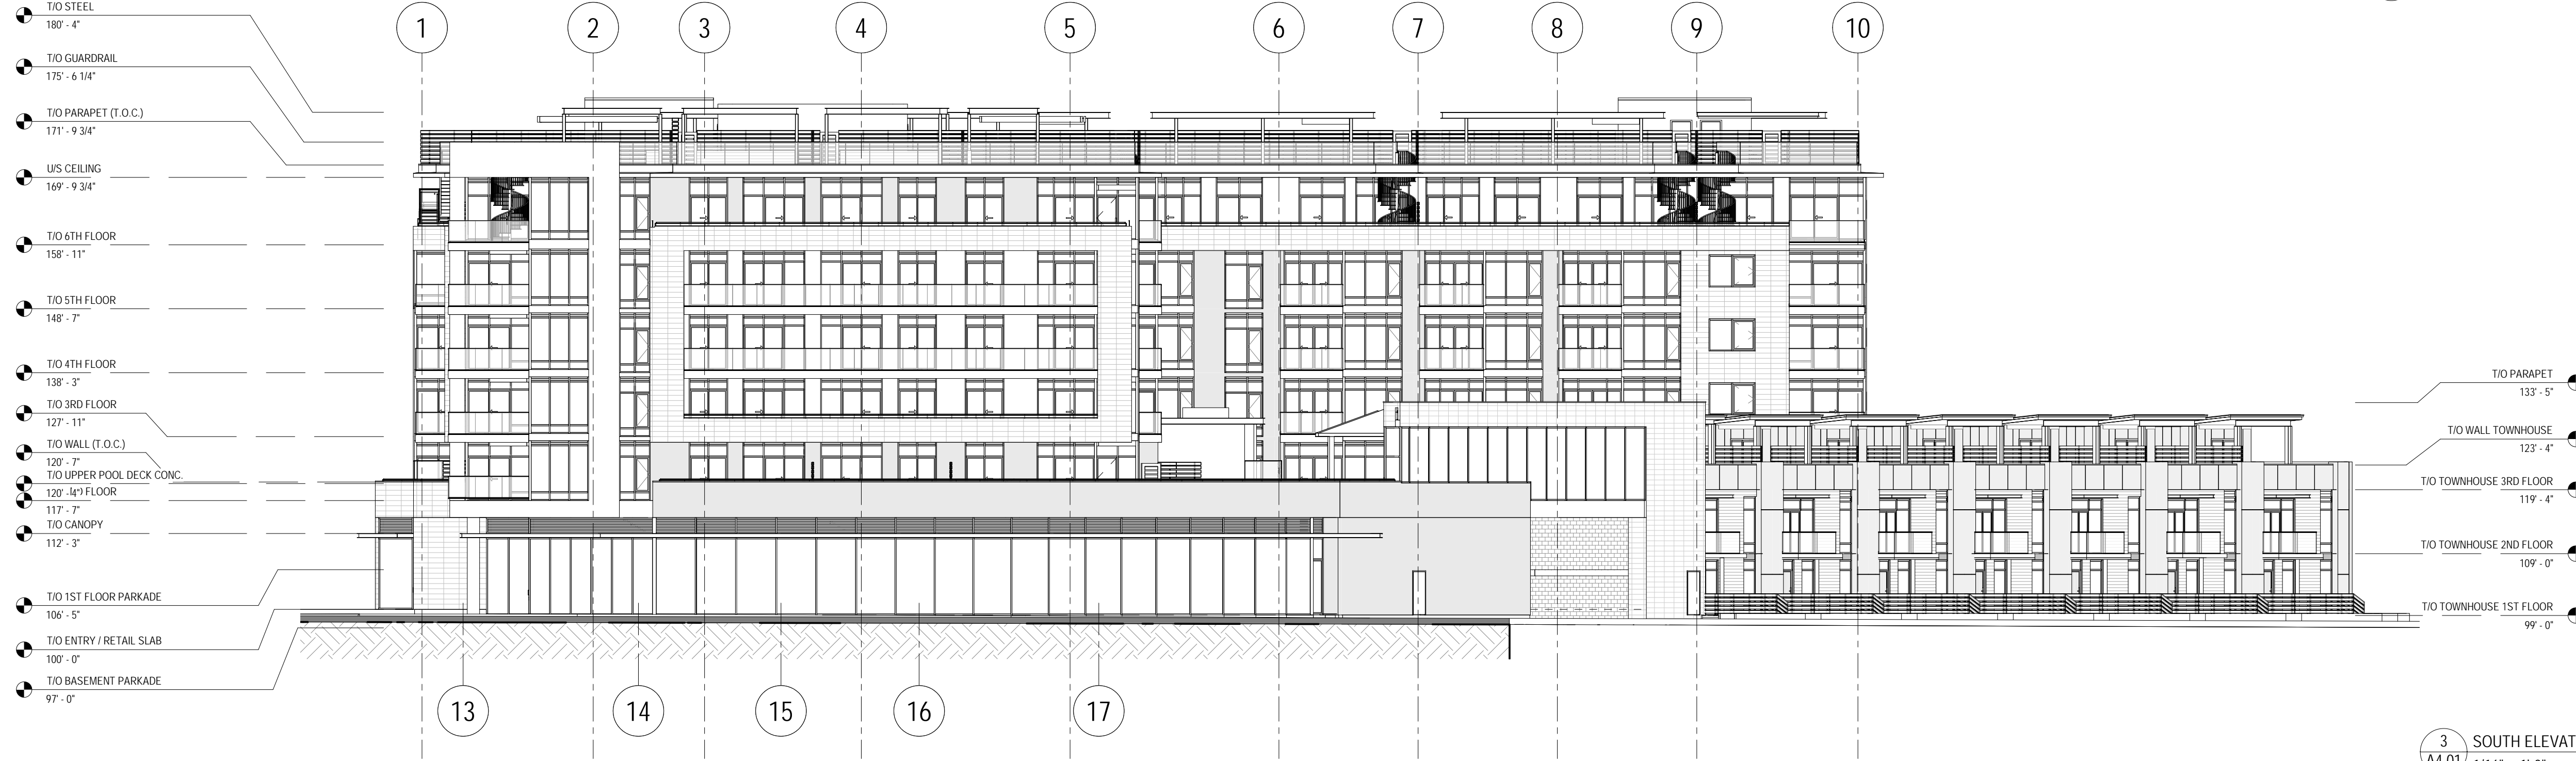 T/O STEEL
180' - 4"
T/O GUARDRAIL
175' - 6 1/4"
T/O PARAPET (T.O.C.)
171' - 9 3/4"
U/S CEILING
169' - 9 3/4"
T/O 6TH FLOOR
158' - 11"
T/O 5TH FLOOR
148' - 7"
T/O 4TH FLOOR
138' - 3"
T/O 3RD FLOOR
127' - 11"
T/O WALL (T.O.C.)
120' - 7"
T/O UPPER POOL DECK CONC.
120' - 4"
FLOOR
117' - 7"
T/O CANOPY
112' - 3"
T/O 1ST FLOOR PARKADE
106' - 5"
T/O ENTRY / RETAIL SLAB
100' - 0"
T/O BASEMENT PARKADE
97' - 0"
1 2 3 4 5 6 7 8 9 10
13 14 15 16 17
T/O PARAPET
133' - 5"
T/O WALL TOWNHOUSE
123' - 4"
T/O TOWNHOUSE 3RD FLOOR
119' - 4"
T/O TOWNHOUSE 2ND FLOOR
109' - 0"
T/O TOWNHOUSE 1ST FLOOR
99' - 0"
3 SOUTH ELEVAT
A4.01